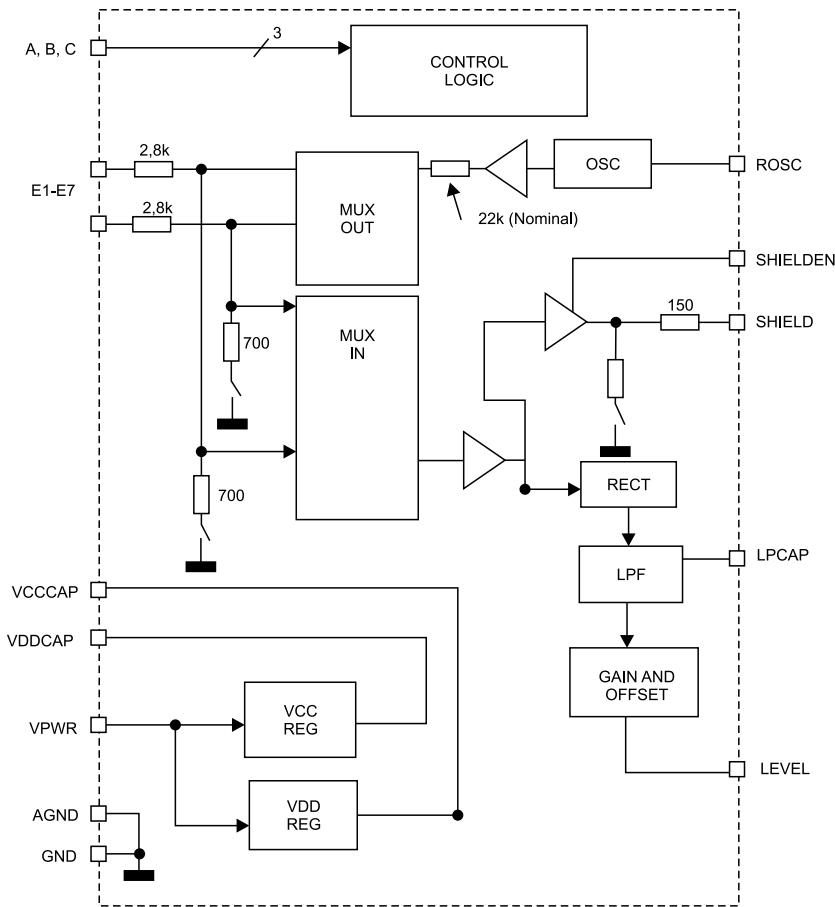 A, B, C
3
CONTROL
LOGIC
2,8k
E1-E7
2,8k
MUX
OUT
22k (Nominal)
OSC
ROSC
SHIELDEN
150
SHIELD
MUX
IN
700
700
RECT
LPF
LPCAP
VCCCAP
VDDCAP
GAIN AND
OFFSET
VCC
REG
VPWR
LEVEL
VDD
REG
AGND
GND